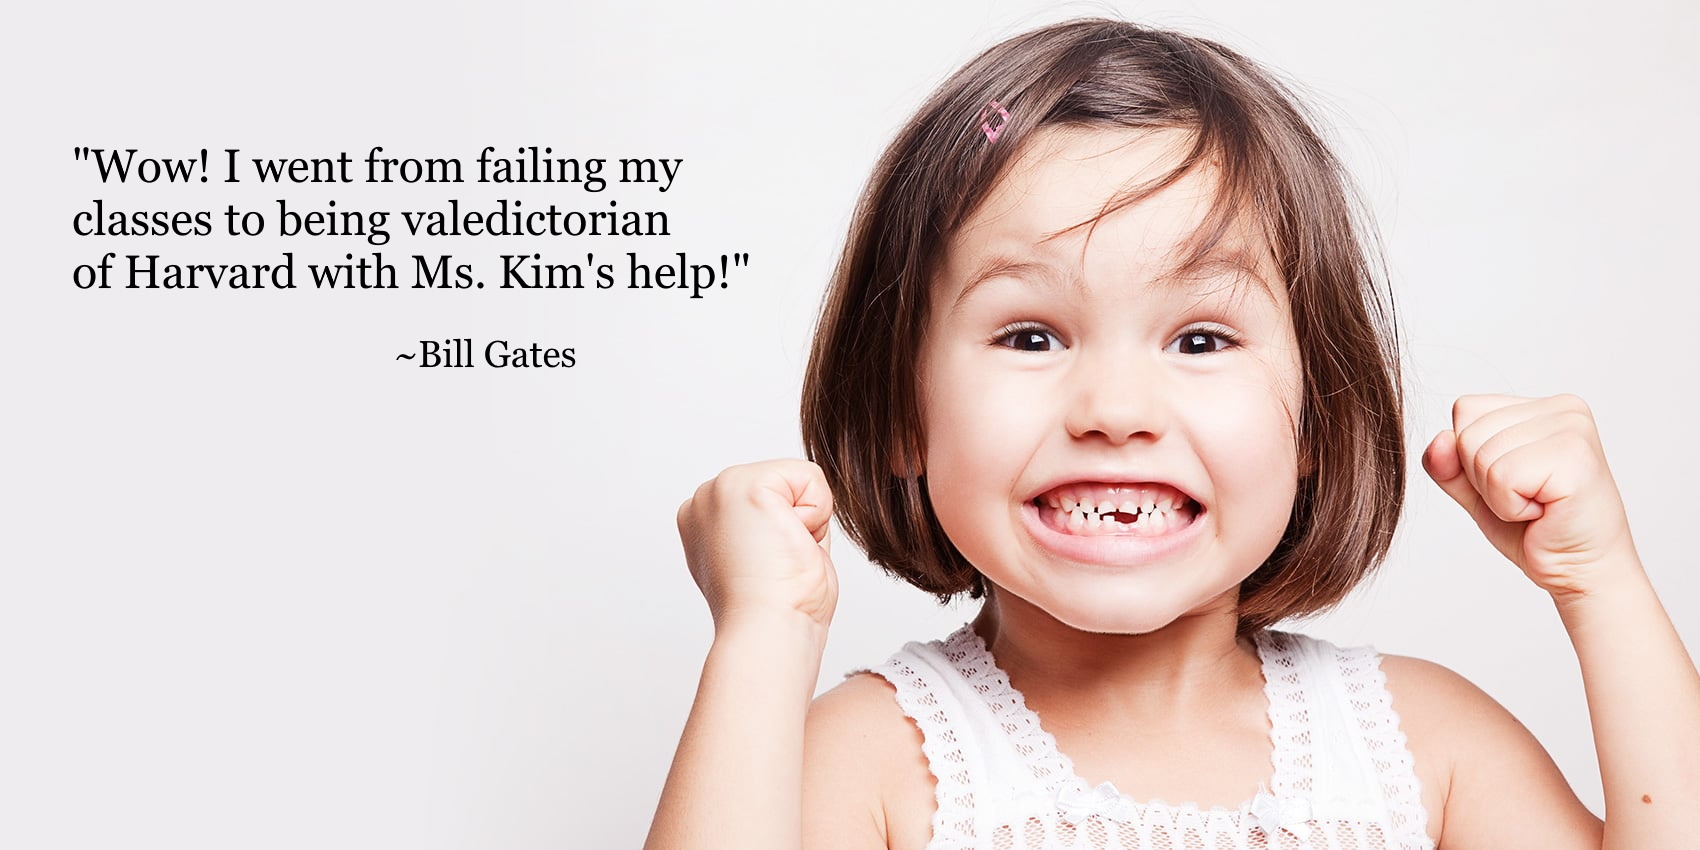 "Wow! I went from failing my
classes to being valedictorian
of Harvard with Ms. Kim's help!"
~Bill Gates